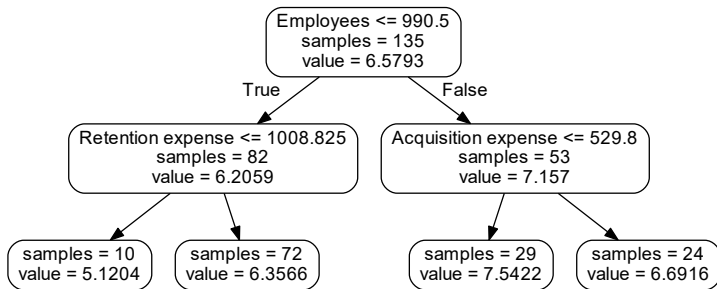 Employees <= 990.5
samples = 135
value = 6.5793
True
False
Retention expense <= 1008.825
samples = 82
value = 6.2059
Acquisition expense <= 529.8
samples = 53
value = 7.157
samples = 10
value = 5.1204
samples = 72
value = 6.3566
samples = 29
value = 7.5422
samples = 24
value = 6.6916